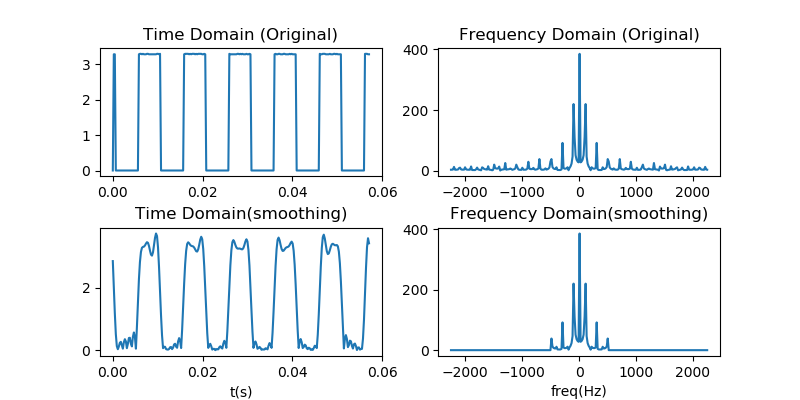 Time Domain (Original)
3
2
1
0
0.00 0.02 0.04 0.06
Frequency Domain (Original)
400
200
0
−2000 −1000 0 1000 2000
Time Domain(smoothing)
2
0
0.00 0.02 0.04 0.06
t(s)
Frequency Domain(smoothing)
400
200
0
−2000 −1000 0 1000 2000
freq(Hz)